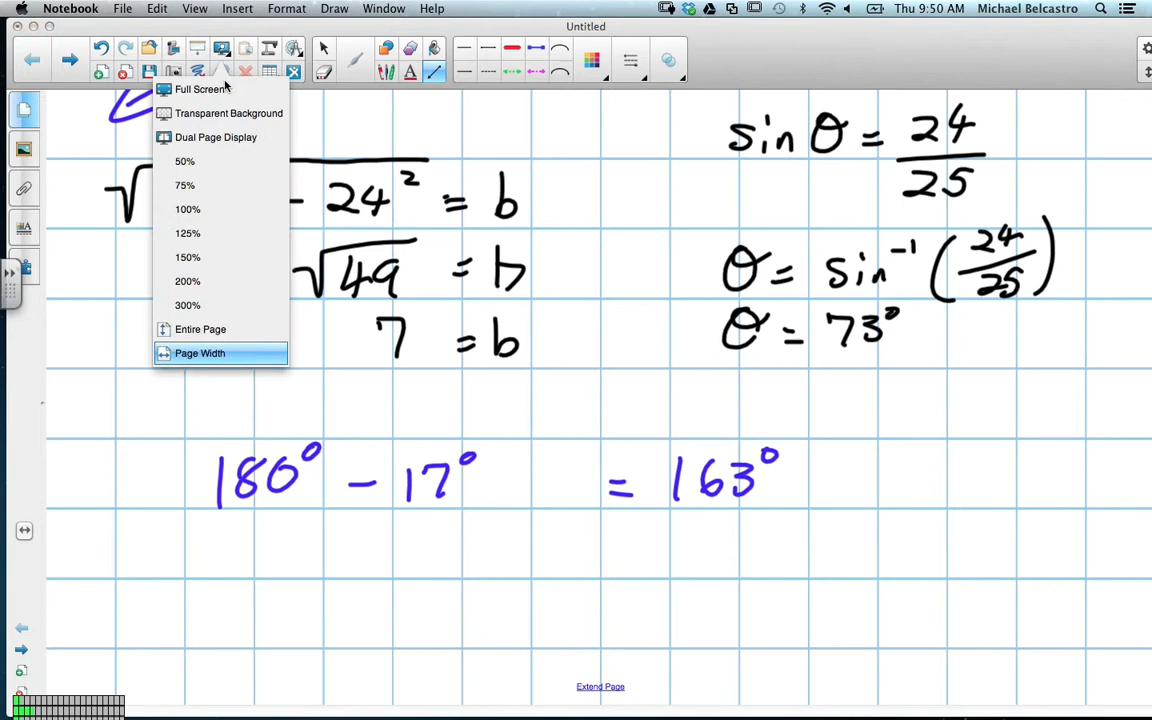 Notebook File Edit View Insert Format Draw Window Help Thu 9:50 AM Michael Belcastro
Untitled
Full Screen
Transparent Background
Dual Page Display
50%
75%
100%
125%
150%
200%
300%
Entire Page
Page Width
√ - 24² = b
√49 = b
7 = b
sin θ = 24/25
θ = sin⁻¹ (24/25)
θ = 73°
180° - 17° = 163°
Extend Page